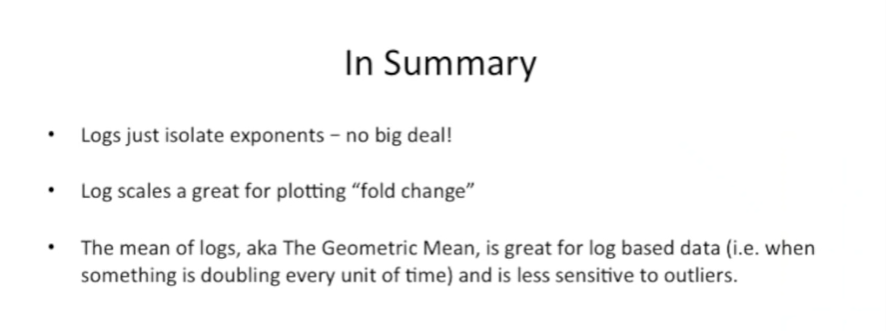 In Summary
• Logs just isolate exponents – no big deal!
• Log scales a great for plotting “fold change”
• The mean of logs, aka The Geometric Mean, is great for log based data (i.e. when
something is doubling every unit of time) and is less sensitive to outliers.